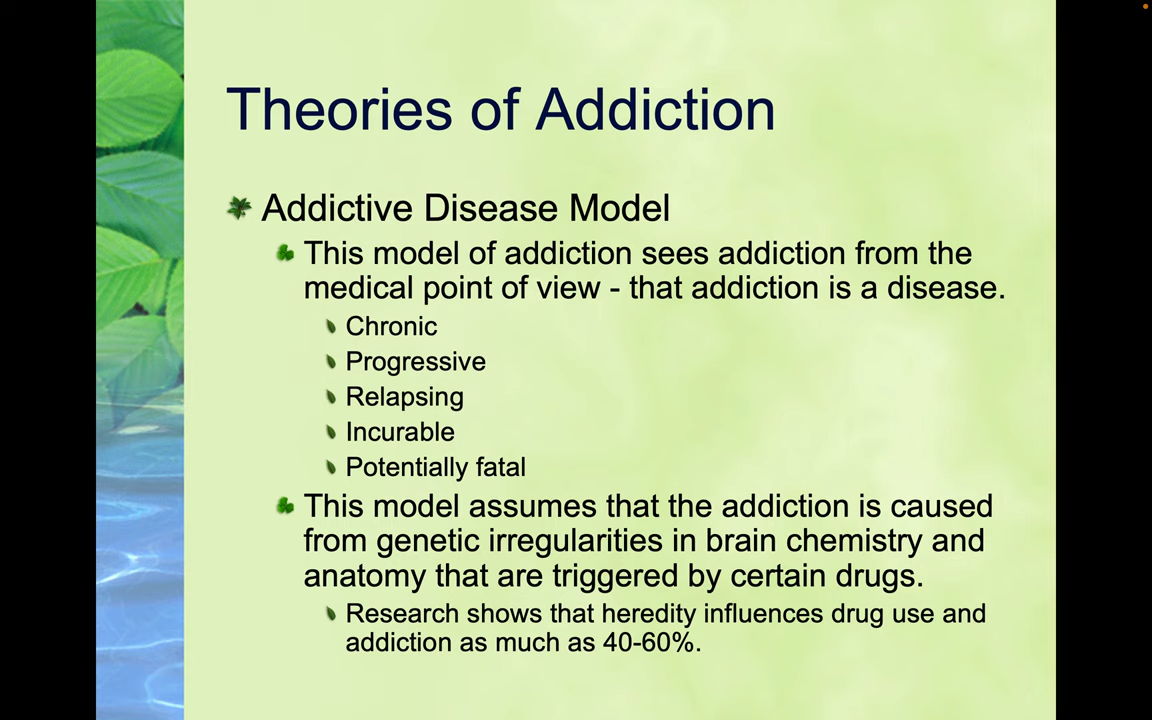 Theories of Addiction
Addictive Disease Model
This model of addiction sees addiction from the
medical point of view - that addiction is a disease.
Chronic
Progressive
Relapsing
Incurable
Potentially fatal
This model assumes that the addiction is caused
from genetic irregularities in brain chemistry and
anatomy that are triggered by certain drugs.
Research shows that heredity influences drug use and
addiction as much as 40-60%.